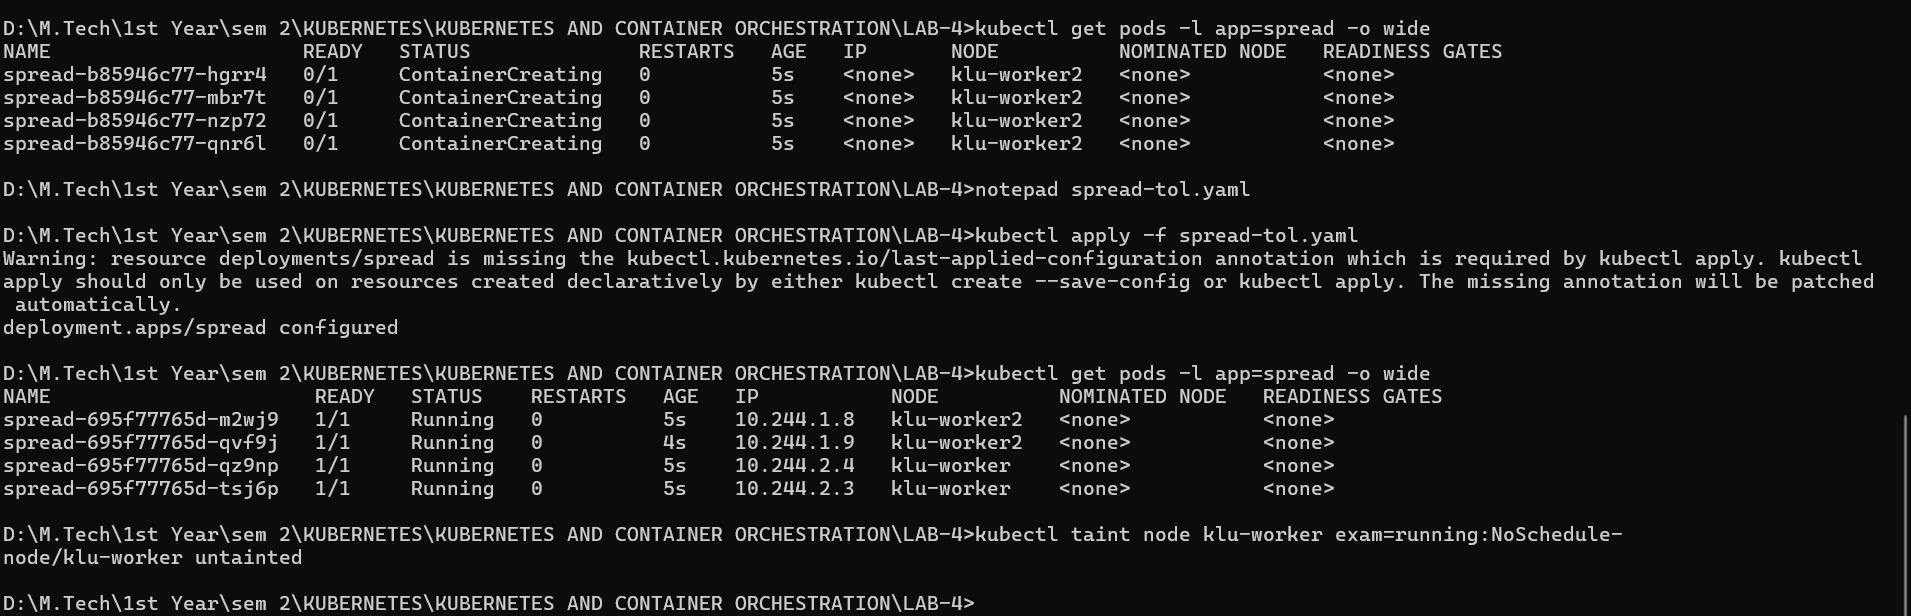 D:\M.Tech\1st Year\sem 2\KUBERNETES\KUBERNETES AND CONTAINER ORCHESTRATION\LAB-4>kubectl get pods -l app=spread -o wide
NAME                     READY   STATUS              RESTARTS   AGE   IP       NODE          NOMINATED NODE   READINESS GATES
spread-b85946c77-hgrr4   0/1     ContainerCreating   0          5s    <none>   klu-worker2   <none>           <none>
spread-b85946c77-mbr7t   0/1     ContainerCreating   0          5s    <none>   klu-worker2   <none>           <none>
spread-b85946c77-nzp72   0/1     ContainerCreating   0          5s    <none>   klu-worker2   <none>           <none>
spread-b85946c77-qnr6l   0/1     ContainerCreating   0          5s    <none>   klu-worker2   <none>           <none>
D:\M.Tech\1st Year\sem 2\KUBERNETES\KUBERNETES AND CONTAINER ORCHESTRATION\LAB-4>notepad spread-tol.yaml
D:\M.Tech\1st Year\sem 2\KUBERNETES\KUBERNETES AND CONTAINER ORCHESTRATION\LAB-4>kubectl apply -f spread-tol.yaml
Warning: resource deployments/spread is missing the kubectl.kubernetes.io/last-applied-configuration annotation which is required by kubectl apply. kubectl
apply should only be used on resources created declaratively by either kubectl create --save-config or kubectl apply. The missing annotation will be patched
 automatically.
deployment.apps/spread configured
D:\M.Tech\1st Year\sem 2\KUBERNETES\KUBERNETES AND CONTAINER ORCHESTRATION\LAB-4>kubectl get pods -l app=spread -o wide
NAME                      READY   STATUS    RESTARTS   AGE   IP           NODE          NOMINATED NODE   READINESS GATES
spread-695f77765d-m2wj9   1/1     Running   0          5s    10.244.1.8   klu-worker2   <none>           <none>
spread-695f77765d-qvf9j   1/1     Running   0          4s    10.244.1.9   klu-worker2   <none>           <none>
spread-695f77765d-qz9np   1/1     Running   0          5s    10.244.2.4   klu-worker    <none>           <none>
spread-695f77765d-tsj6p   1/1     Running   0          5s    10.244.2.3   klu-worker    <none>           <none>
D:\M.Tech\1st Year\sem 2\KUBERNETES\KUBERNETES AND CONTAINER ORCHESTRATION\LAB-4>kubectl taint node klu-worker exam=running:NoSchedule-
node/klu-worker untainted
D:\M.Tech\1st Year\sem 2\KUBERNETES\KUBERNETES AND CONTAINER ORCHESTRATION\LAB-4>